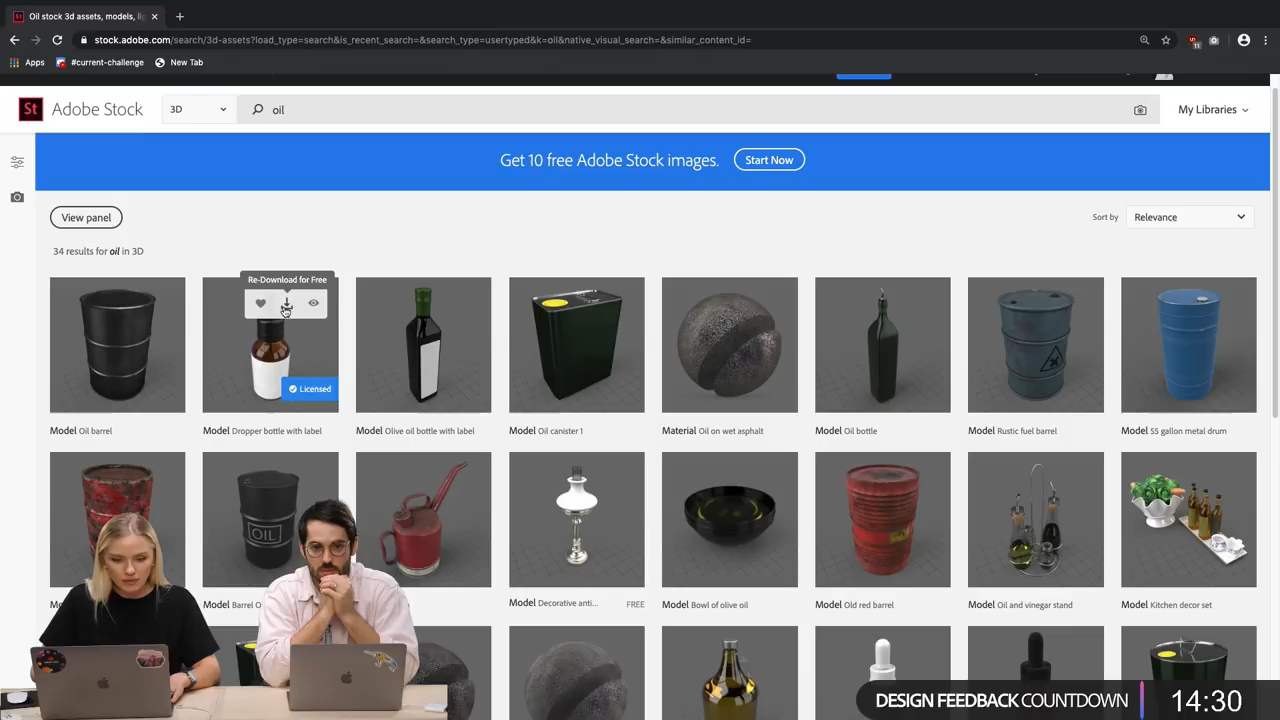 St Oil stock 3d assets, models, lig
stock.adobe.com/search/3d-assets?load_type=search&is_recent_search=&search_type=usertyped&k=oil&native_visual_search=&similar_content_id=
11
Apps #current-challenge New Tab
St Adobe Stock 3D oil My Libraries
Get 10 free Adobe Stock images. Start Now
View panel Sort by Relevance
34 results for oil in 3D
Re-Download for Free
Licensed
Model Oil barrel Model Dropper bottle with label Model Olive oil bottle with label Model Oil canister 1 Material Oil on wet asphalt Model Oil bottle Model Rustic fuel barrel Model 55 gallon metal drum
OIL
Model Barrel O Model Decorative anti... FREE Model Bowl of olive oil Model Old red barrel Model Oil and vinegar stand Model Kitchen decor set
DESIGN FEEDBACK COUNTDOWN 14:30